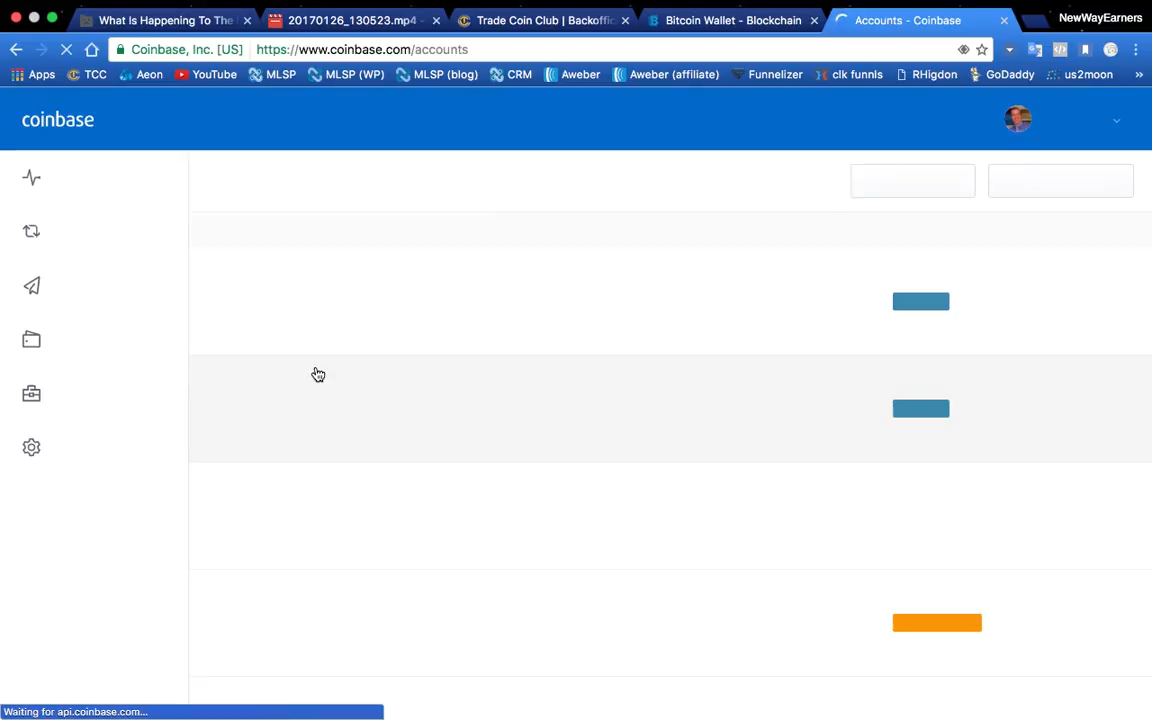 What Is Happening To The
20170126_130523.mp4 -
Trade Coin Club | Backoffic
Bitcoin Wallet - Blockchain
Accounts - Coinbase
NewWayEarners
Coinbase, Inc. [US]
https://www.coinbase.com/accounts
Apps
TCC
Aeon
YouTube
MLSP
MLSP (WP)
MLSP (blog)
CRM
Aweber
Aweber (affiliate)
Funnelizer
clk funnls
RHigdon
GoDaddy
us2moon
»
coinbase
Waiting for api.coinbase.com...